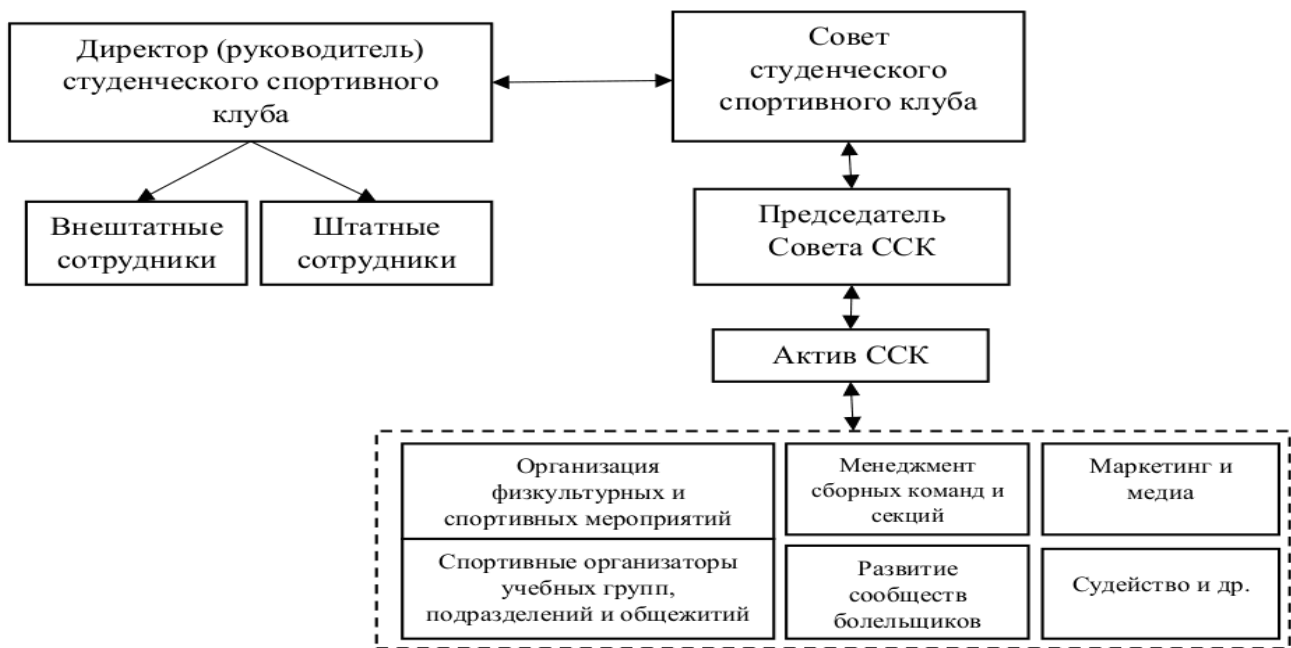 Директор (руководитель)
студенческого спортивного
клуба
Совет
студенческого
спортивного клуба
Внештатные
сотрудники
Штатные
сотрудники
Председатель
Совета ССК
Актив ССК
Организация
физкультурных и
спортивных мероприятий
Менеджмент
сборных команд и
секций
Маркетинг и
медиа
Спортивные организаторы
учебных групп,
подразделений и общежитий
Развитие
сообществ
болельщиков
Судейство и др.